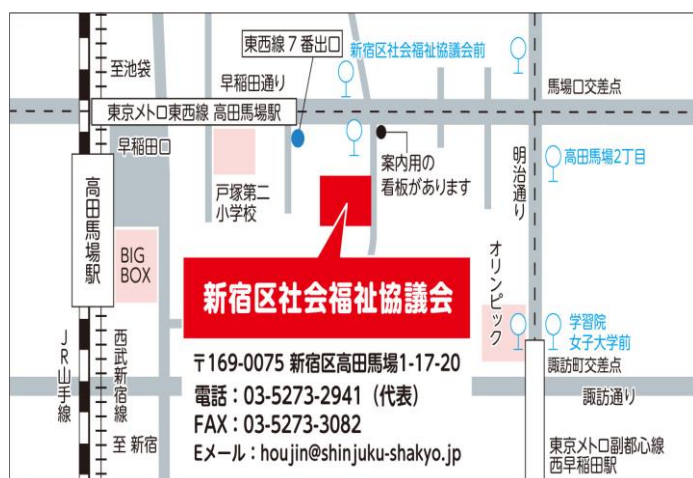 東西線7番出口
新宿区社会福祉協議会前
至池袋
早稲田通り
馬場口交差点
東京メトロ東西線 高田馬場駅
早稲田口
戸塚第二
小学校
案内用の
看板があります
明治通り
高田馬場2丁目
高田馬場駅
BIG
BOX
新宿区社会福祉協議会
オリンピック
学習院
女子大学前
JR山手線
西武新宿線
至 新宿
〒169-0075 新宿区高田馬場1-17-20
電話：03-5273-2941（代表）
FAX：03-5273-3082
Eメール：houjin@shinjuku-shakyo.jp
諏訪町交差点
諏訪通り
東京メトロ副都心線
西早稲田駅